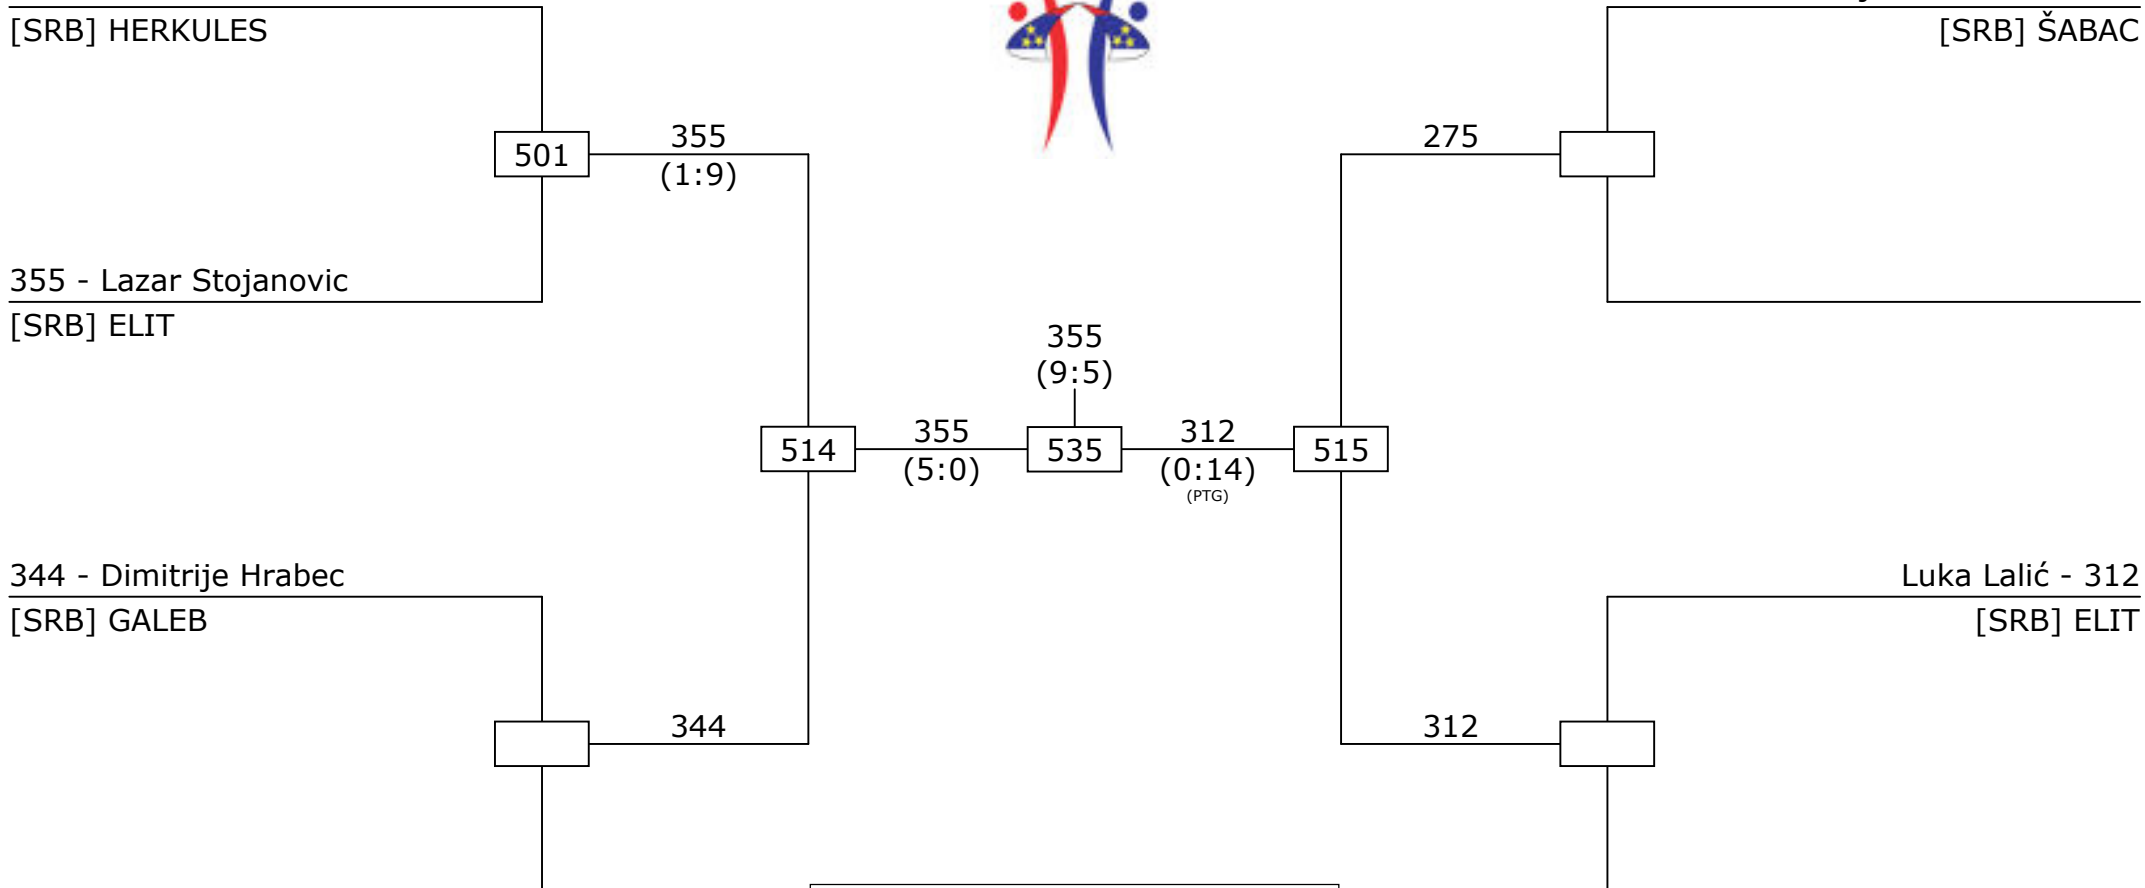 [SRB] HERKULES
[SRB] ŠABAC
501
355
(1:9)
275
355 - Lazar Stojanovic
[SRB] ELIT
355
(9:5)
514
355
(5:0)
535
312
(0:14)
(PTG)
515
344 - Dimitrije Hrabec
[SRB] GALEB
Luka Lalić - 312
[SRB] ELIT
344
312